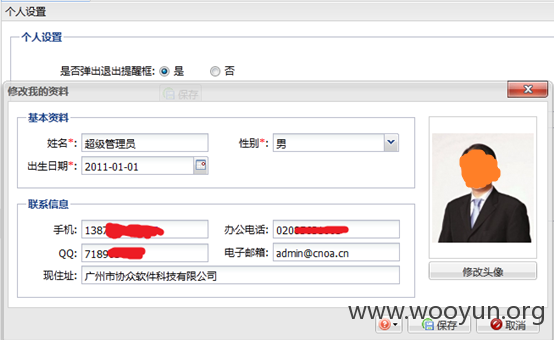 个人设置
个人设置
是否弹出退出提醒框: 是 否
保存
修改我的资料
基本资料
姓名*: 超级管理员 性别*: 男
出生日期*: 2011-01-01
联系信息
手机: 1387 办公电话: 020
QQ: 7189 电子邮箱: admin@cnoa.cn
现住址: 广州市协众软件科技有限公司
修改头像
www.wooyun.org
保存 取消